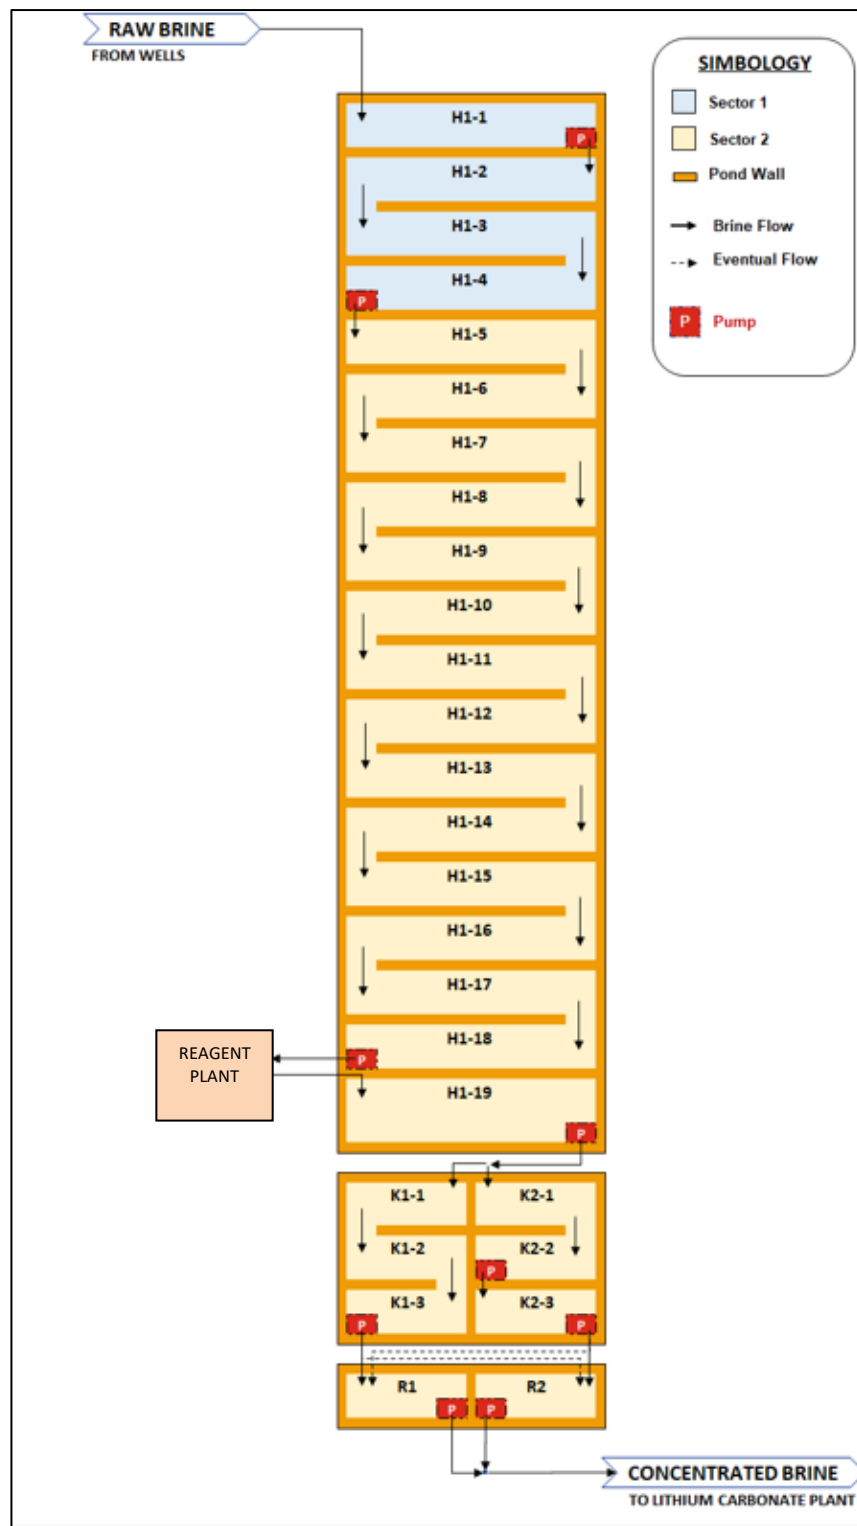 RAW BRINE
FROM WELLS
SIMBOLOGY
Sector 1
Sector 2
Pond Wall
Brine Flow
Eventual Flow
P Pump
H1-1
P
H1-2
H1-3
H1-4
P
H1-5
H1-6
H1-7
H1-8
H1-9
H1-10
H1-11
H1-12
H1-13
H1-14
H1-15
H1-16
H1-17
H1-18
P
REAGENT
PLANT
H1-19
P
K1-1 K2-1
K1-2 K2-2
P
K1-3 K2-3
P P
R1 R2
P P
CONCENTRATED BRINE
TO LITHIUM CARBONATE PLANT